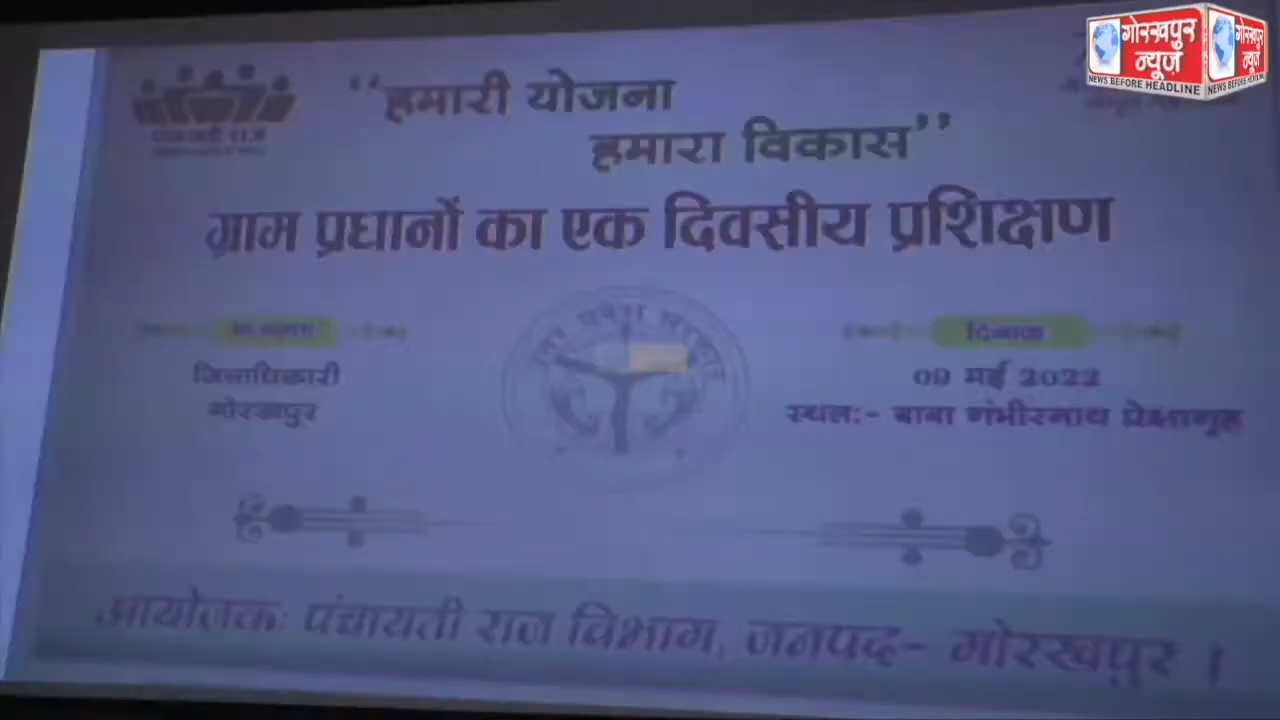 गोरखपुर
न्यूज़
NEWS BEFORE HEADLINE
गोरखपुर
न्यूज़
‘‘हमारी योजना
हमारा विकास’’
ग्राम प्रधानों का एक दिवसीय प्रशिक्षण
जिलाधिकारी
गोरखपुर
दिनांक
09 मई 2022
स्थल:- बाबा गंभीरनाथ प्रेक्षागृह
आयोजक: पंचायती राज विभाग, जनपद- गोरखपुर ।